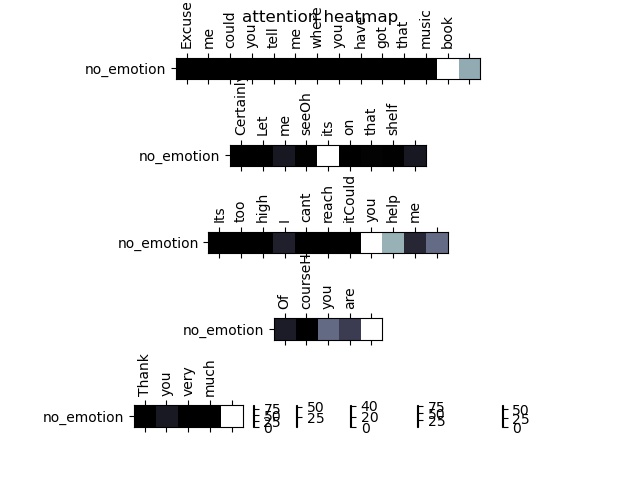 attention heatmap
Excuse me could you tell me where you have got that music book
no_emotion
Certainly Let me seeOh its on that shelf
no_emotion
Its too high I cant reach itCould you help me
no_emotion
Of courseH you are
no_emotion
Thank you very much
no_emotion
75 50 25 0
50 25
40 20 0
75 50 25
50 25 0